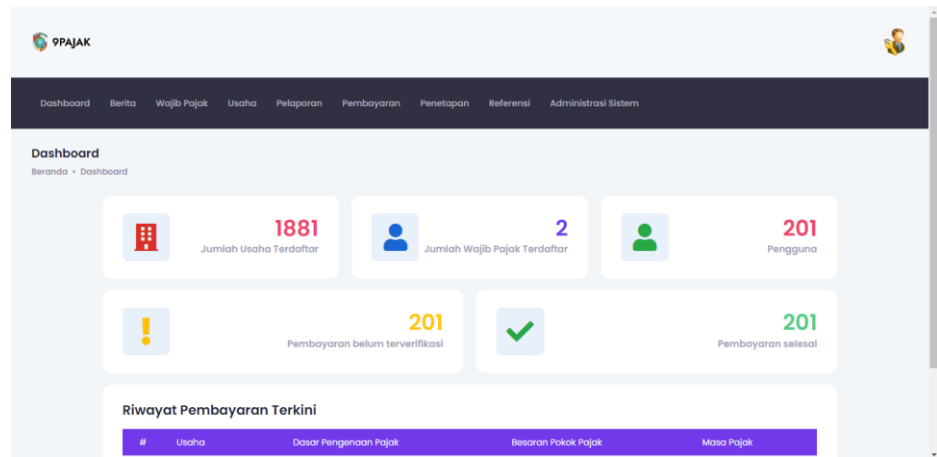 9PAJAK
Dashboard Berita Wajib Pajak Usaha Pelaporan Pembayaran Penetapan Referensi Administrasi Sistem
Dashboard
Beranda • Dashboard
1881
Jumlah Usaha Terdaftar
2
Jumlah Wajib Pajak Terdaftar
201
Pengguna
201
Pembayaran belum terverifikasi
201
Pembayaran selesai
Riwayat Pembayaran Terkini
# Usaha Dasar Pengenaan Pajak Besaran Pokok Pajak Masa Pajak